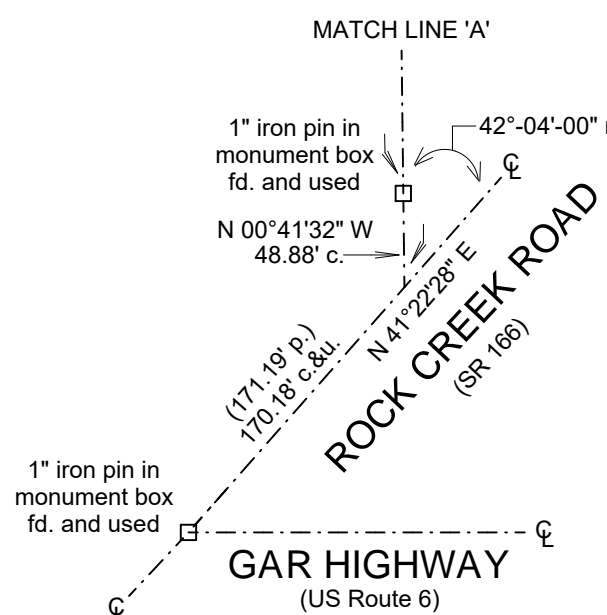 MATCH LINE 'A'
1" iron pin in
monument box
fd. and used
42°-04'-00"
℄
N 00°41'32" W
48.88' c.
N 41°22'28" E
ROCK CREEK ROAD
(SR 166)
(171.19' p.)
170.18' c.&u.
1" iron pin in
monument box
fd. and used
℄
GAR HIGHWAY
(US Route 6)
℄